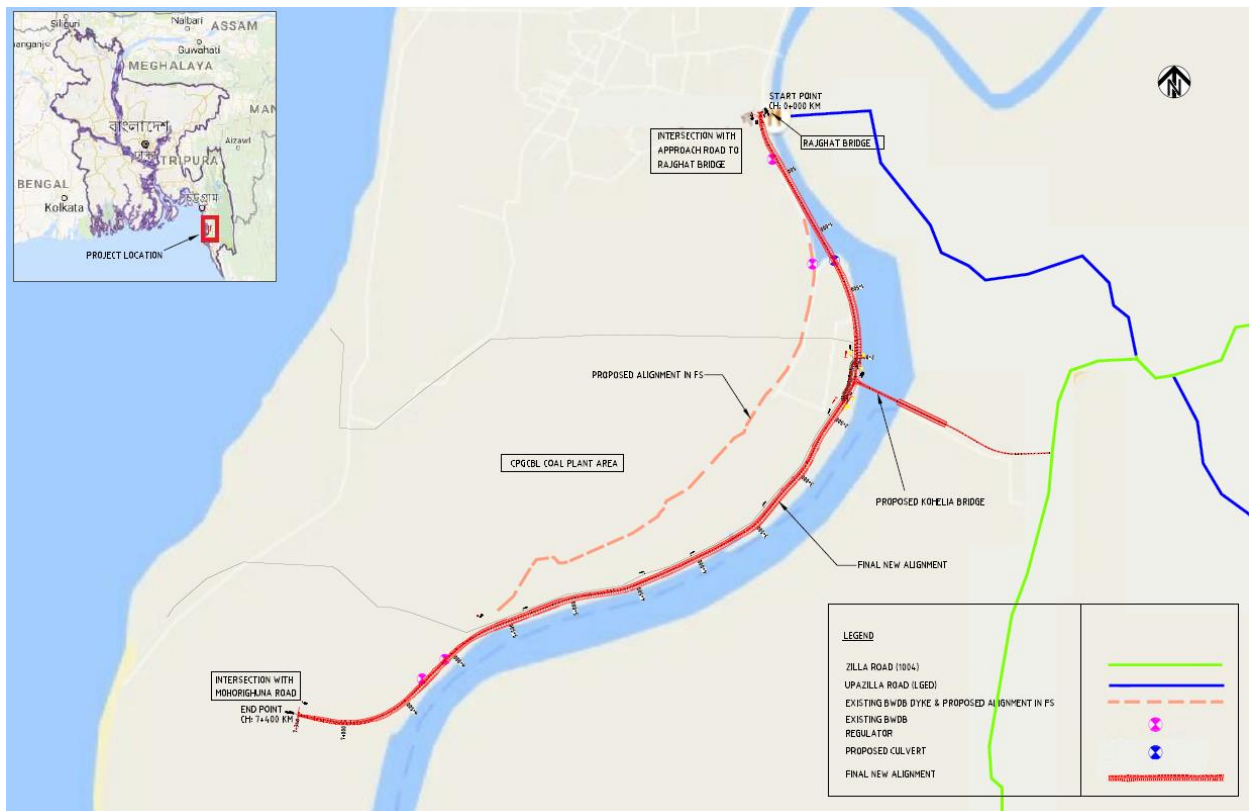 Siliguri
Nalbari
ASSAM
Guwahati
MEGHALAYA
MAN
বাংলাদেশ
Aizawl
TRIPURA
BENGAL
Kolkata
PROJECT LOCATION
START POINT
CH: 0+000 KM
INTERSECTION WITH
APPROACH ROAD TO
RAJGHAT BRIDGE
RAJGHAT BRIDGE
N
PROPOSED ALIGNMENT IN FS
CPGCBL COAL PLANT AREA
PROPOSED KOHELIA BRIDGE
FINAL NEW ALIGNMENT
INTERSECTION WITH
MOHORIGHUNA ROAD
END POINT
CH: 7+400 KM
7+000
LEGEND
ZILLA ROAD (1004)
UPAZILLA ROAD (LGED)
EXISTING BWDB DYKE & PROPOSED ALIGNMENT IN FS
EXISTING BWDB
REGULATOR
PROPOSED CULVERT
FINAL NEW ALIGNMENT